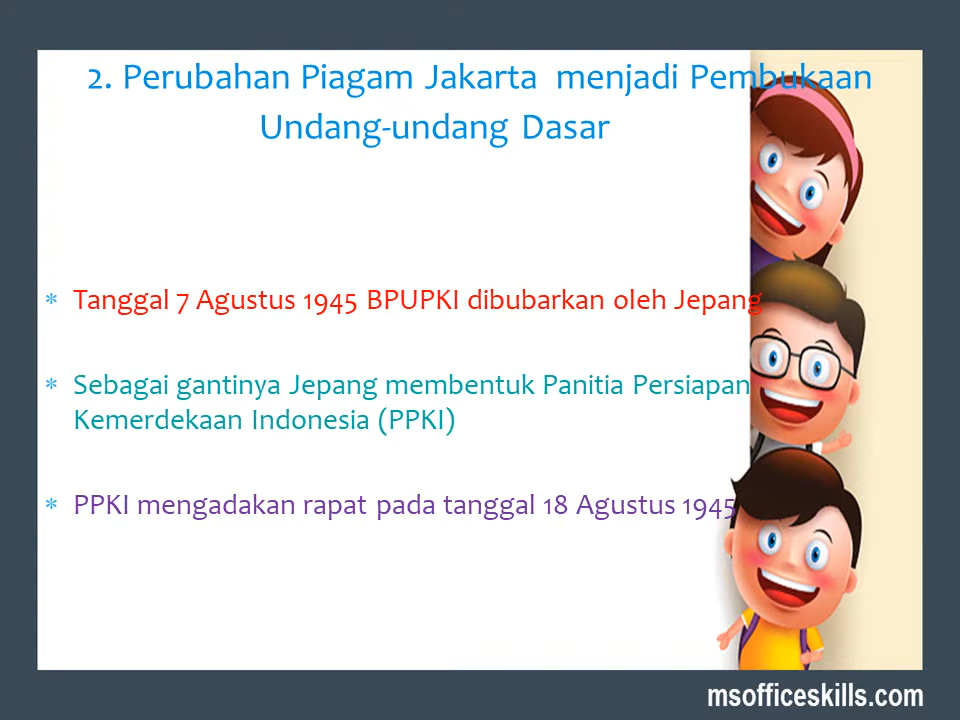 2. Perubahan Piagam Jakarta menjadi Pembukaan
Undang-undang Dasar
* Tanggal 7 Agustus 1945 BPUPKI dibubarkan oleh Jepang
* Sebagai gantinya Jepang membentuk Panitia Persiapan
Kemerdekaan Indonesia (PPKI)
* PPKI mengadakan rapat pada tanggal 18 Agustus 1945
msofficeskills.com